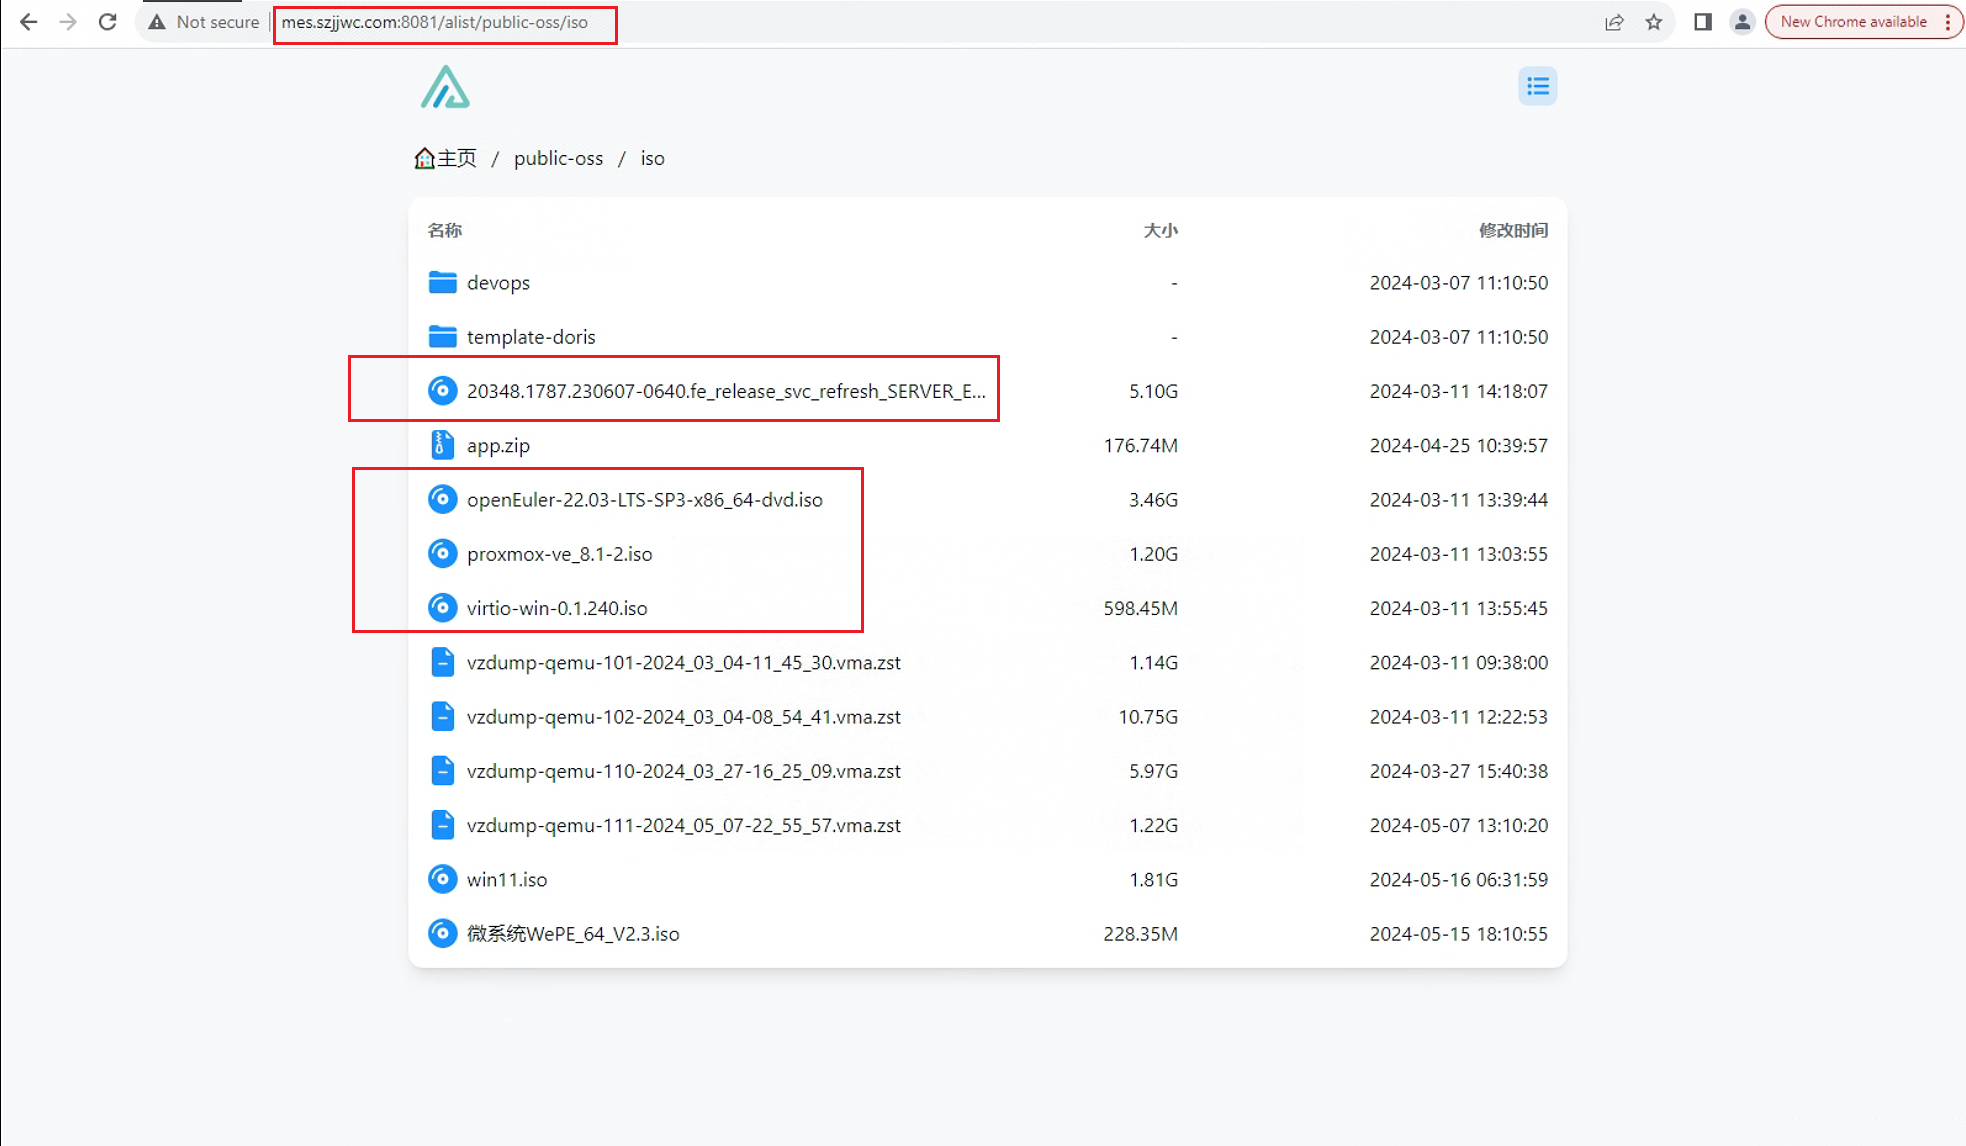 Not secure mes.szjjwc.com:8081/alist/public-oss/iso New Chrome available
主页 / public-oss / iso
名称 大小 修改时间
devops - 2024-03-07 11:10:50
template-doris - 2024-03-07 11:10:50
20348.1787.230607-0640.fe_release_svc_refresh_SERVER_E... 5.10G 2024-03-11 14:18:07
app.zip 176.74M 2024-04-25 10:39:57
openEuler-22.03-LTS-SP3-x86_64-dvd.iso 3.46G 2024-03-11 13:39:44
proxmox-ve_8.1-2.iso 1.20G 2024-03-11 13:03:55
virtio-win-0.1.240.iso 598.45M 2024-03-11 13:55:45
vzdump-qemu-101-2024_03_04-11_45_30.vma.zst 1.14G 2024-03-11 09:38:00
vzdump-qemu-102-2024_03_04-08_54_41.vma.zst 10.75G 2024-03-11 12:22:53
vzdump-qemu-110-2024_03_27-16_25_09.vma.zst 5.97G 2024-03-27 15:40:38
vzdump-qemu-111-2024_05_07-22_55_57.vma.zst 1.22G 2024-05-07 13:10:20
win11.iso 1.81G 2024-05-16 06:31:59
微系统WePE_64_V2.3.iso 228.35M 2024-05-15 18:10:55